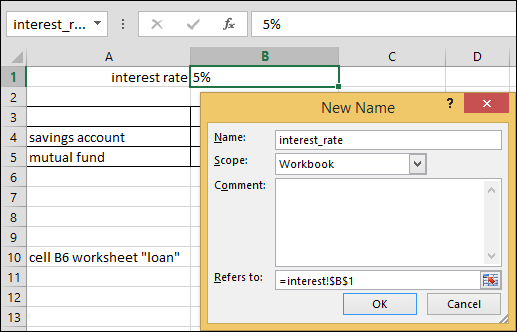 interest_r... 5%
A B C D
1 interest rate 5%
2
3
4 savings account
5 mutual fund
6
7
8
9
10 cell B6 worksheet "loan"
11
12
13
New Name ?
Name: interest_rate
Scope: Workbook
Comment:
Refers to: =interest!$B$1
OK Cancel